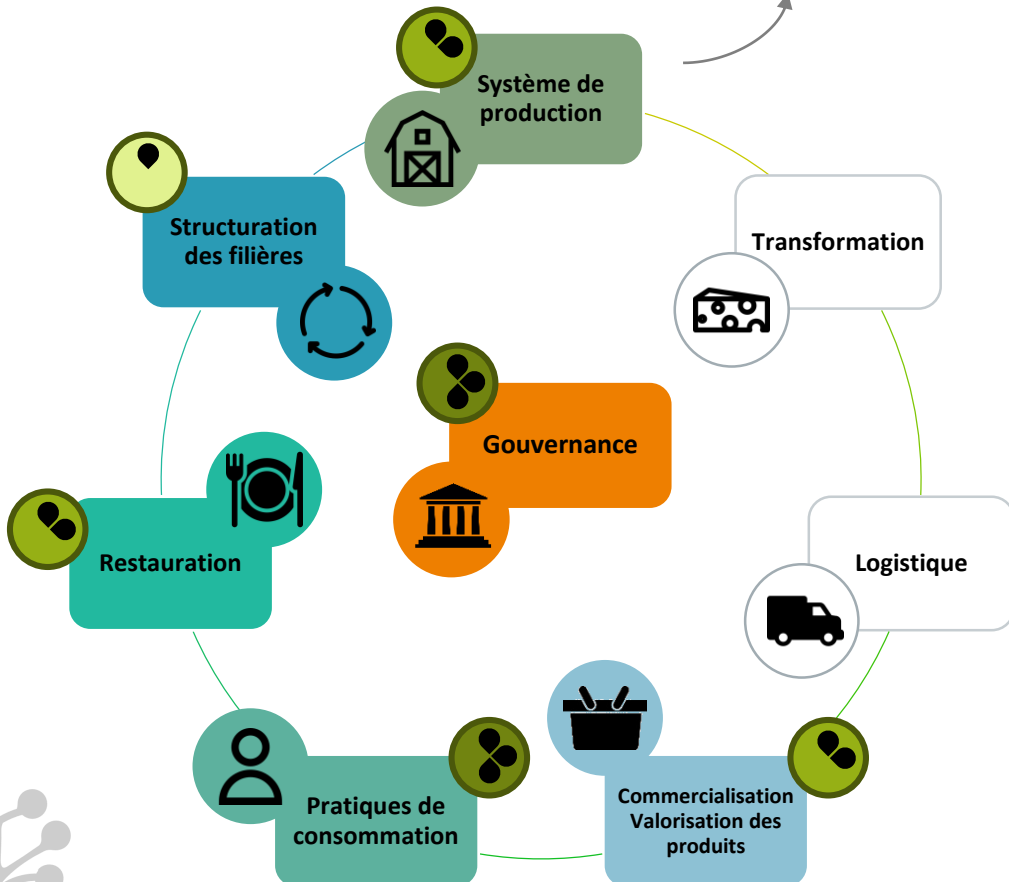 Système de
production
Structuration
des filières
Transformation
Gouvernance
Restauration
Logistique
Pratiques de
consommation
Commercialisation
Valorisation des
produits